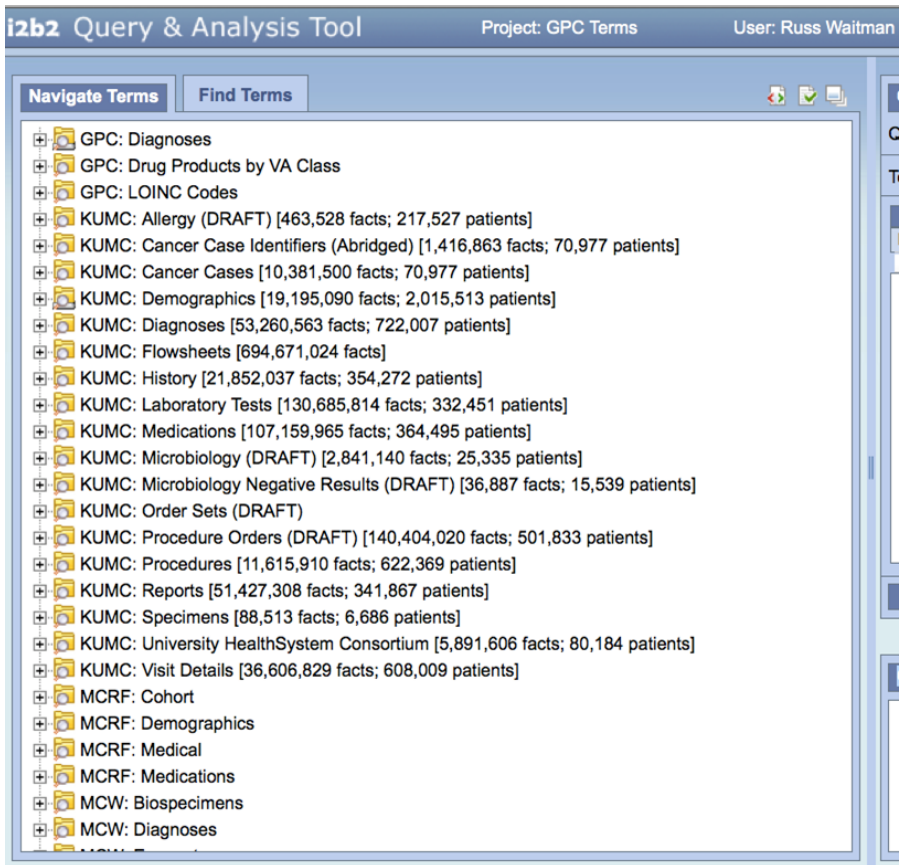 i2b2 Query & Analysis Tool Project: GPC Terms User: Russ Waitman
Navigate Terms Find Terms
GPC: Diagnoses
GPC: Drug Products by VA Class
GPC: LOINC Codes
KUMC: Allergy (DRAFT) [463,528 facts; 217,527 patients]
KUMC: Cancer Case Identifiers (Abridged) [1,416,863 facts; 70,977 patients]
KUMC: Cancer Cases [10,381,500 facts; 70,977 patients]
KUMC: Demographics [19,195,090 facts; 2,015,513 patients]
KUMC: Diagnoses [53,260,563 facts; 722,007 patients]
KUMC: Flowsheets [694,671,024 facts]
KUMC: History [21,852,037 facts; 354,272 patients]
KUMC: Laboratory Tests [130,685,814 facts; 332,451 patients]
KUMC: Medications [107,159,965 facts; 364,495 patients]
KUMC: Microbiology (DRAFT) [2,841,140 facts; 25,335 patients]
KUMC: Microbiology Negative Results (DRAFT) [36,887 facts; 15,539 patients]
KUMC: Order Sets (DRAFT)
KUMC: Procedure Orders (DRAFT) [140,404,020 facts; 501,833 patients]
KUMC: Procedures [11,615,910 facts; 622,369 patients]
KUMC: Reports [51,427,308 facts; 341,867 patients]
KUMC: Specimens [88,513 facts; 6,686 patients]
KUMC: University HealthSystem Consortium [5,891,606 facts; 80,184 patients]
KUMC: Visit Details [36,606,829 facts; 608,009 patients]
MCRF: Cohort
MCRF: Demographics
MCRF: Medical
MCRF: Medications
MCW: Biospecimens
MCW: Diagnoses